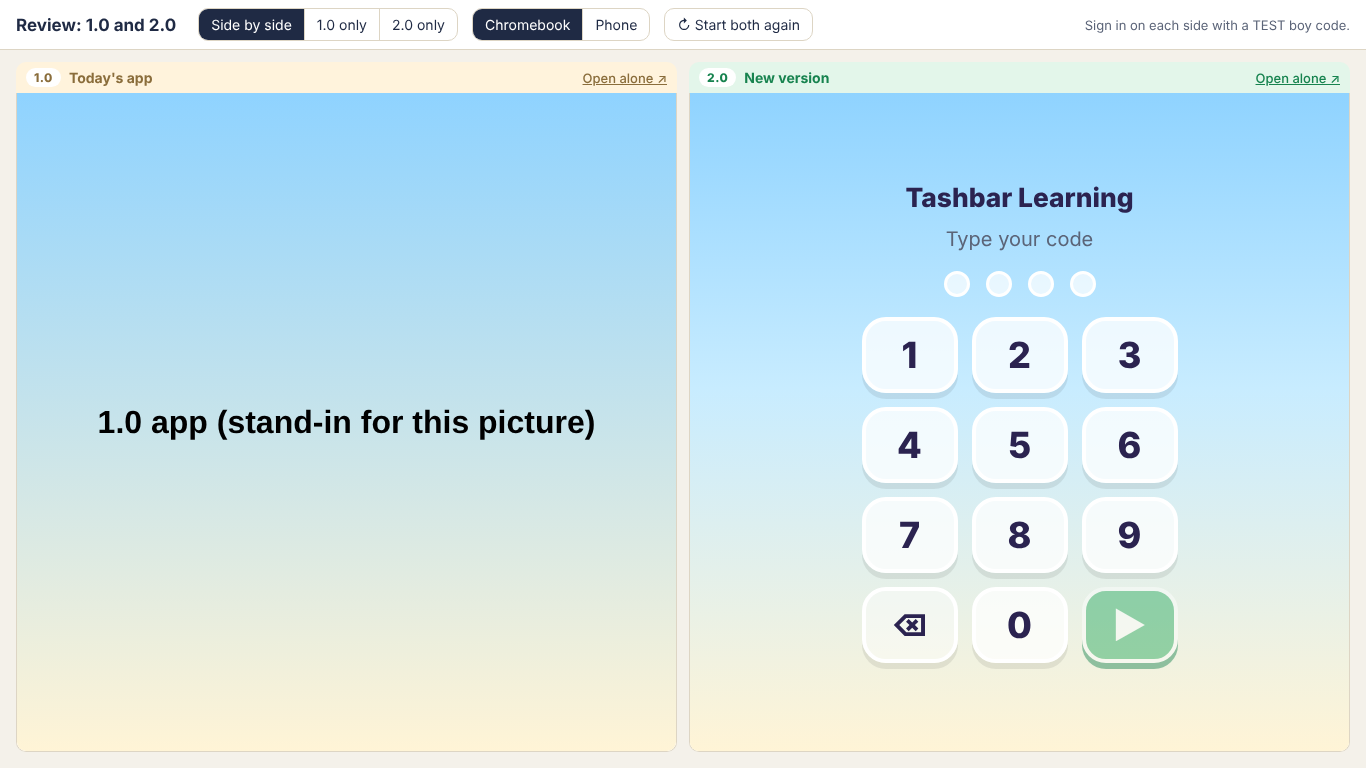 Review: 1.0 and 2.0
Side by side
1.0 only
2.0 only
Chromebook
Phone
↻ Start both again
Sign in on each side with a TEST boy code.
1.0 Today's app
Open alone ↗
1.0 app (stand-in for this picture)
2.0 New version
Open alone ↗
Tashbar Learning
Type your code
1 2 3
4 5 6
7 8 9
0